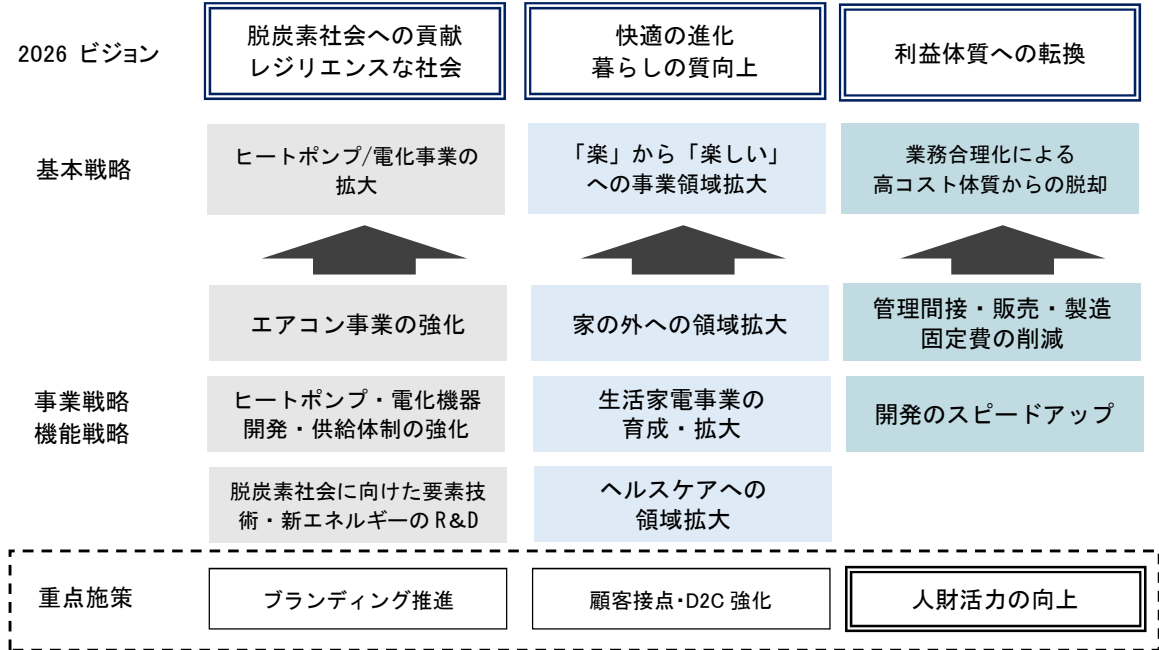 2026 ビジョン
脱炭素社会への貢献
レジリエンスな社会
快適の進化
暮らしの質向上
利益体質への転換
基本戦略
ヒートポンプ/電化事業の
拡大
「楽」から「楽しい」
への事業領域拡大
業務合理化による
高コスト体質からの脱却
事業戦略
機能戦略
エアコン事業の強化
家の外への領域拡大
管理間接・販売・製造
固定費の削減
ヒートポンプ・電化機器
開発・供給体制の強化
生活家電事業の
育成・拡大
開発のスピードアップ
脱炭素社会に向けた要素技
術・新エネルギーのR&D
ヘルスケアへの
領域拡大
重点施策
ブランディング推進
顧客接点・D2C 強化
人財活力の向上